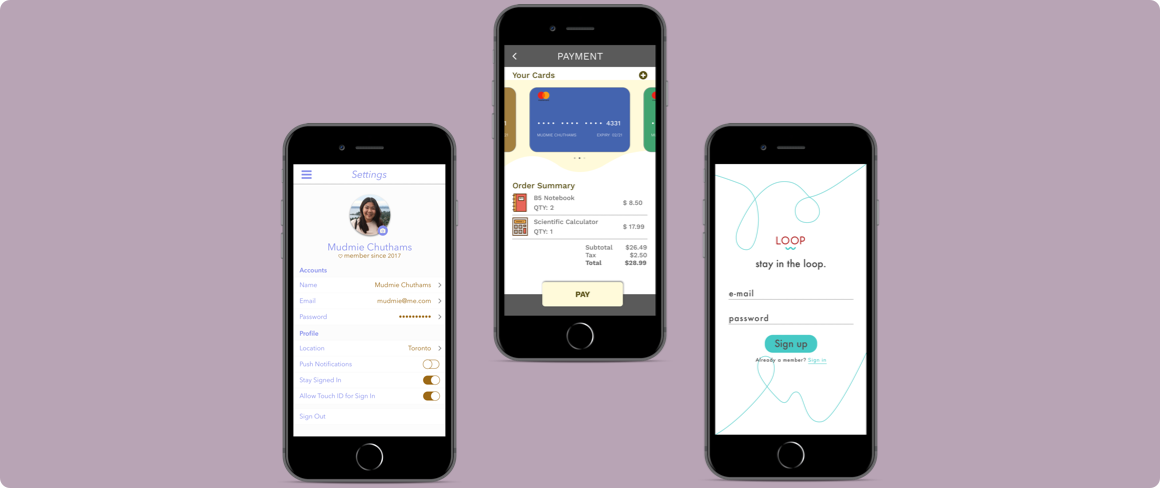 Settings
Mudmie Chuthams
member since 2017
Accounts
Name Mudmie Chuthams
Email mudmie@me.com
Password ••••••••••
Profile
Location Toronto
Push Notifications
Stay Signed In
Allow Touch ID for Sign In
Sign Out
PAYMENT
Your Cards
•••• •••• •••• 4331
MUDMIE CHUTHAMS
Order Summary
B5 Notebook
QTY: 2
$ 8.50
Scientific Calculator
QTY: 1
$ 17.99
Subtotal $26.49
Tax $2.50
Total $28.99
PAY
LOOP
stay in the loop.
e-mail
password
Sign up
Already a member? Sign in